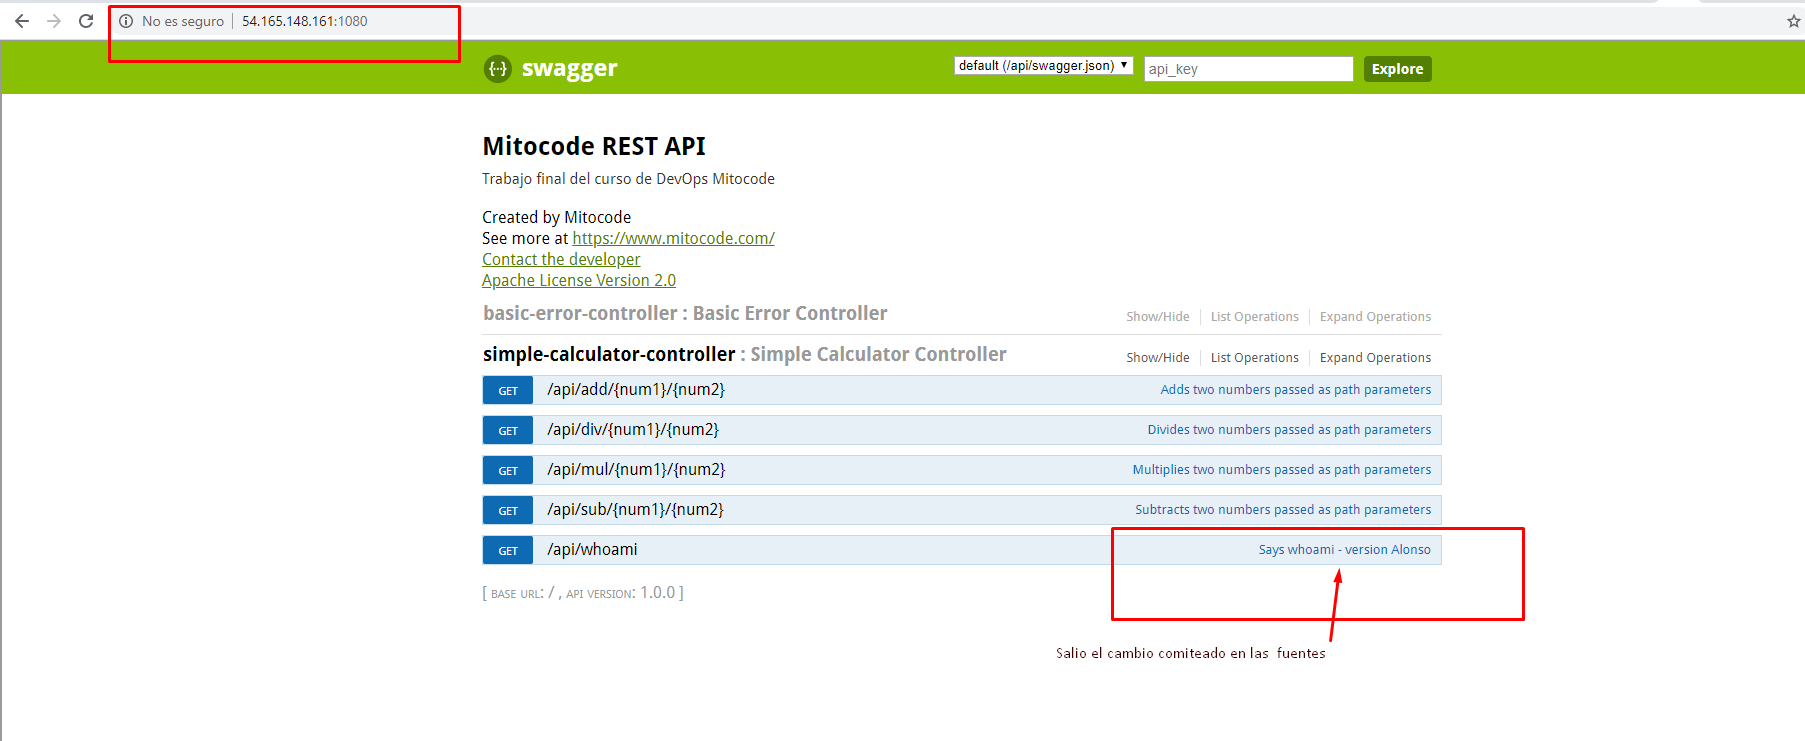 No es seguro | 54.165.148.161:1080
{···} swagger
default (/api/swagger.json)
api_key
Explore
Mitocode REST API
Trabajo final del curso de DevOps Mitocode
Created by Mitocode
See more at https://www.mitocode.com/
Contact the developer
Apache License Version 2.0
basic-error-controller : Basic Error Controller
Show/Hide
List Operations
Expand Operations
simple-calculator-controller : Simple Calculator Controller
Show/Hide
List Operations
Expand Operations
GET /api/add/{num1}/{num2} Adds two numbers passed as path parameters
GET /api/div/{num1}/{num2} Divides two numbers passed as path parameters
GET /api/mul/{num1}/{num2} Multiplies two numbers passed as path parameters
GET /api/sub/{num1}/{num2} Subtracts two numbers passed as path parameters
GET /api/whoami Says whoami - version Alonso
[ BASE URL: / , API VERSION: 1.0.0 ]
Salio el cambio comiteado en las fuentes